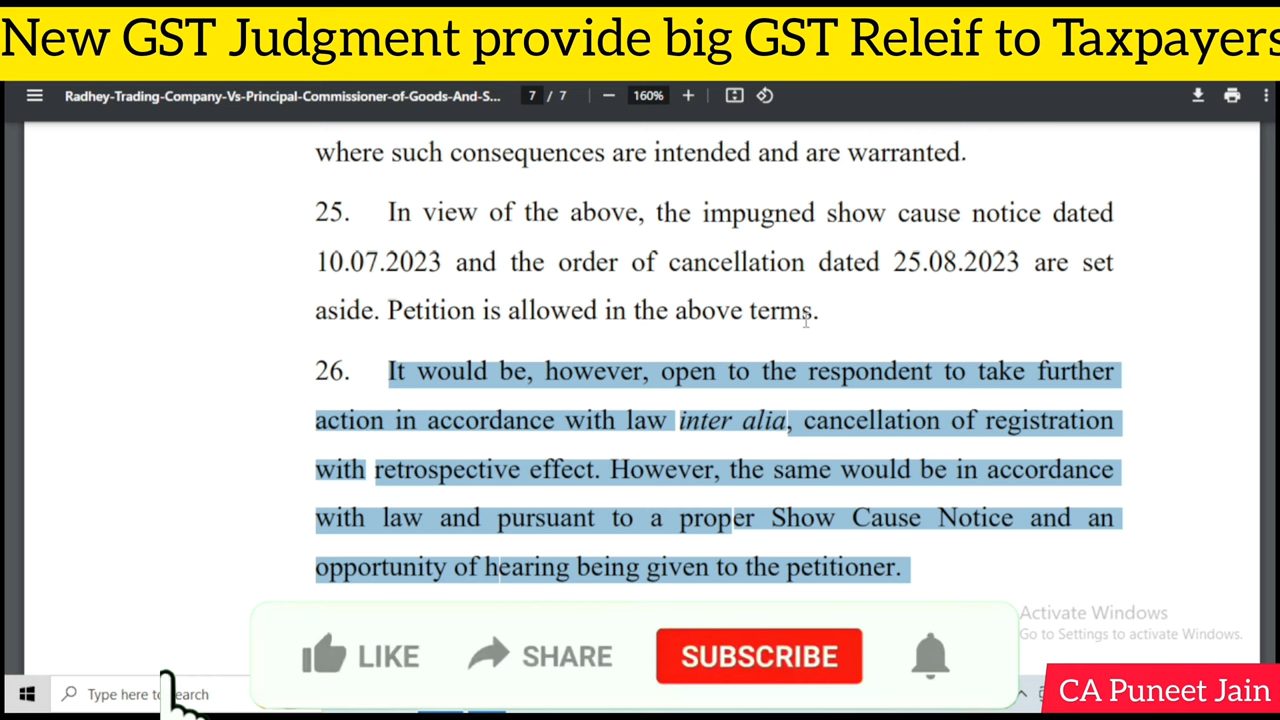 New GST Judgment provide big GST Releif to Taxpayers
Radhey-Trading-Company-Vs-Principal-Commissioner-of-Goods-And-S... 7 / 7 160%
where such consequences are intended and are warranted.
25. In view of the above, the impugned show cause notice dated
10.07.2023 and the order of cancellation dated 25.08.2023 are set
aside. Petition is allowed in the above terms.
26. It would be, however, open to the respondent to take further
action in accordance with law inter alia, cancellation of registration
with retrospective effect. However, the same would be in accordance
with law and pursuant to a proper Show Cause Notice and an
opportunity of hearing being given to the petitioner.
Activate Windows
Go to Settings to activate Windows.
LIKE SHARE SUBSCRIBE
Type here to search
CA Puneet Jain